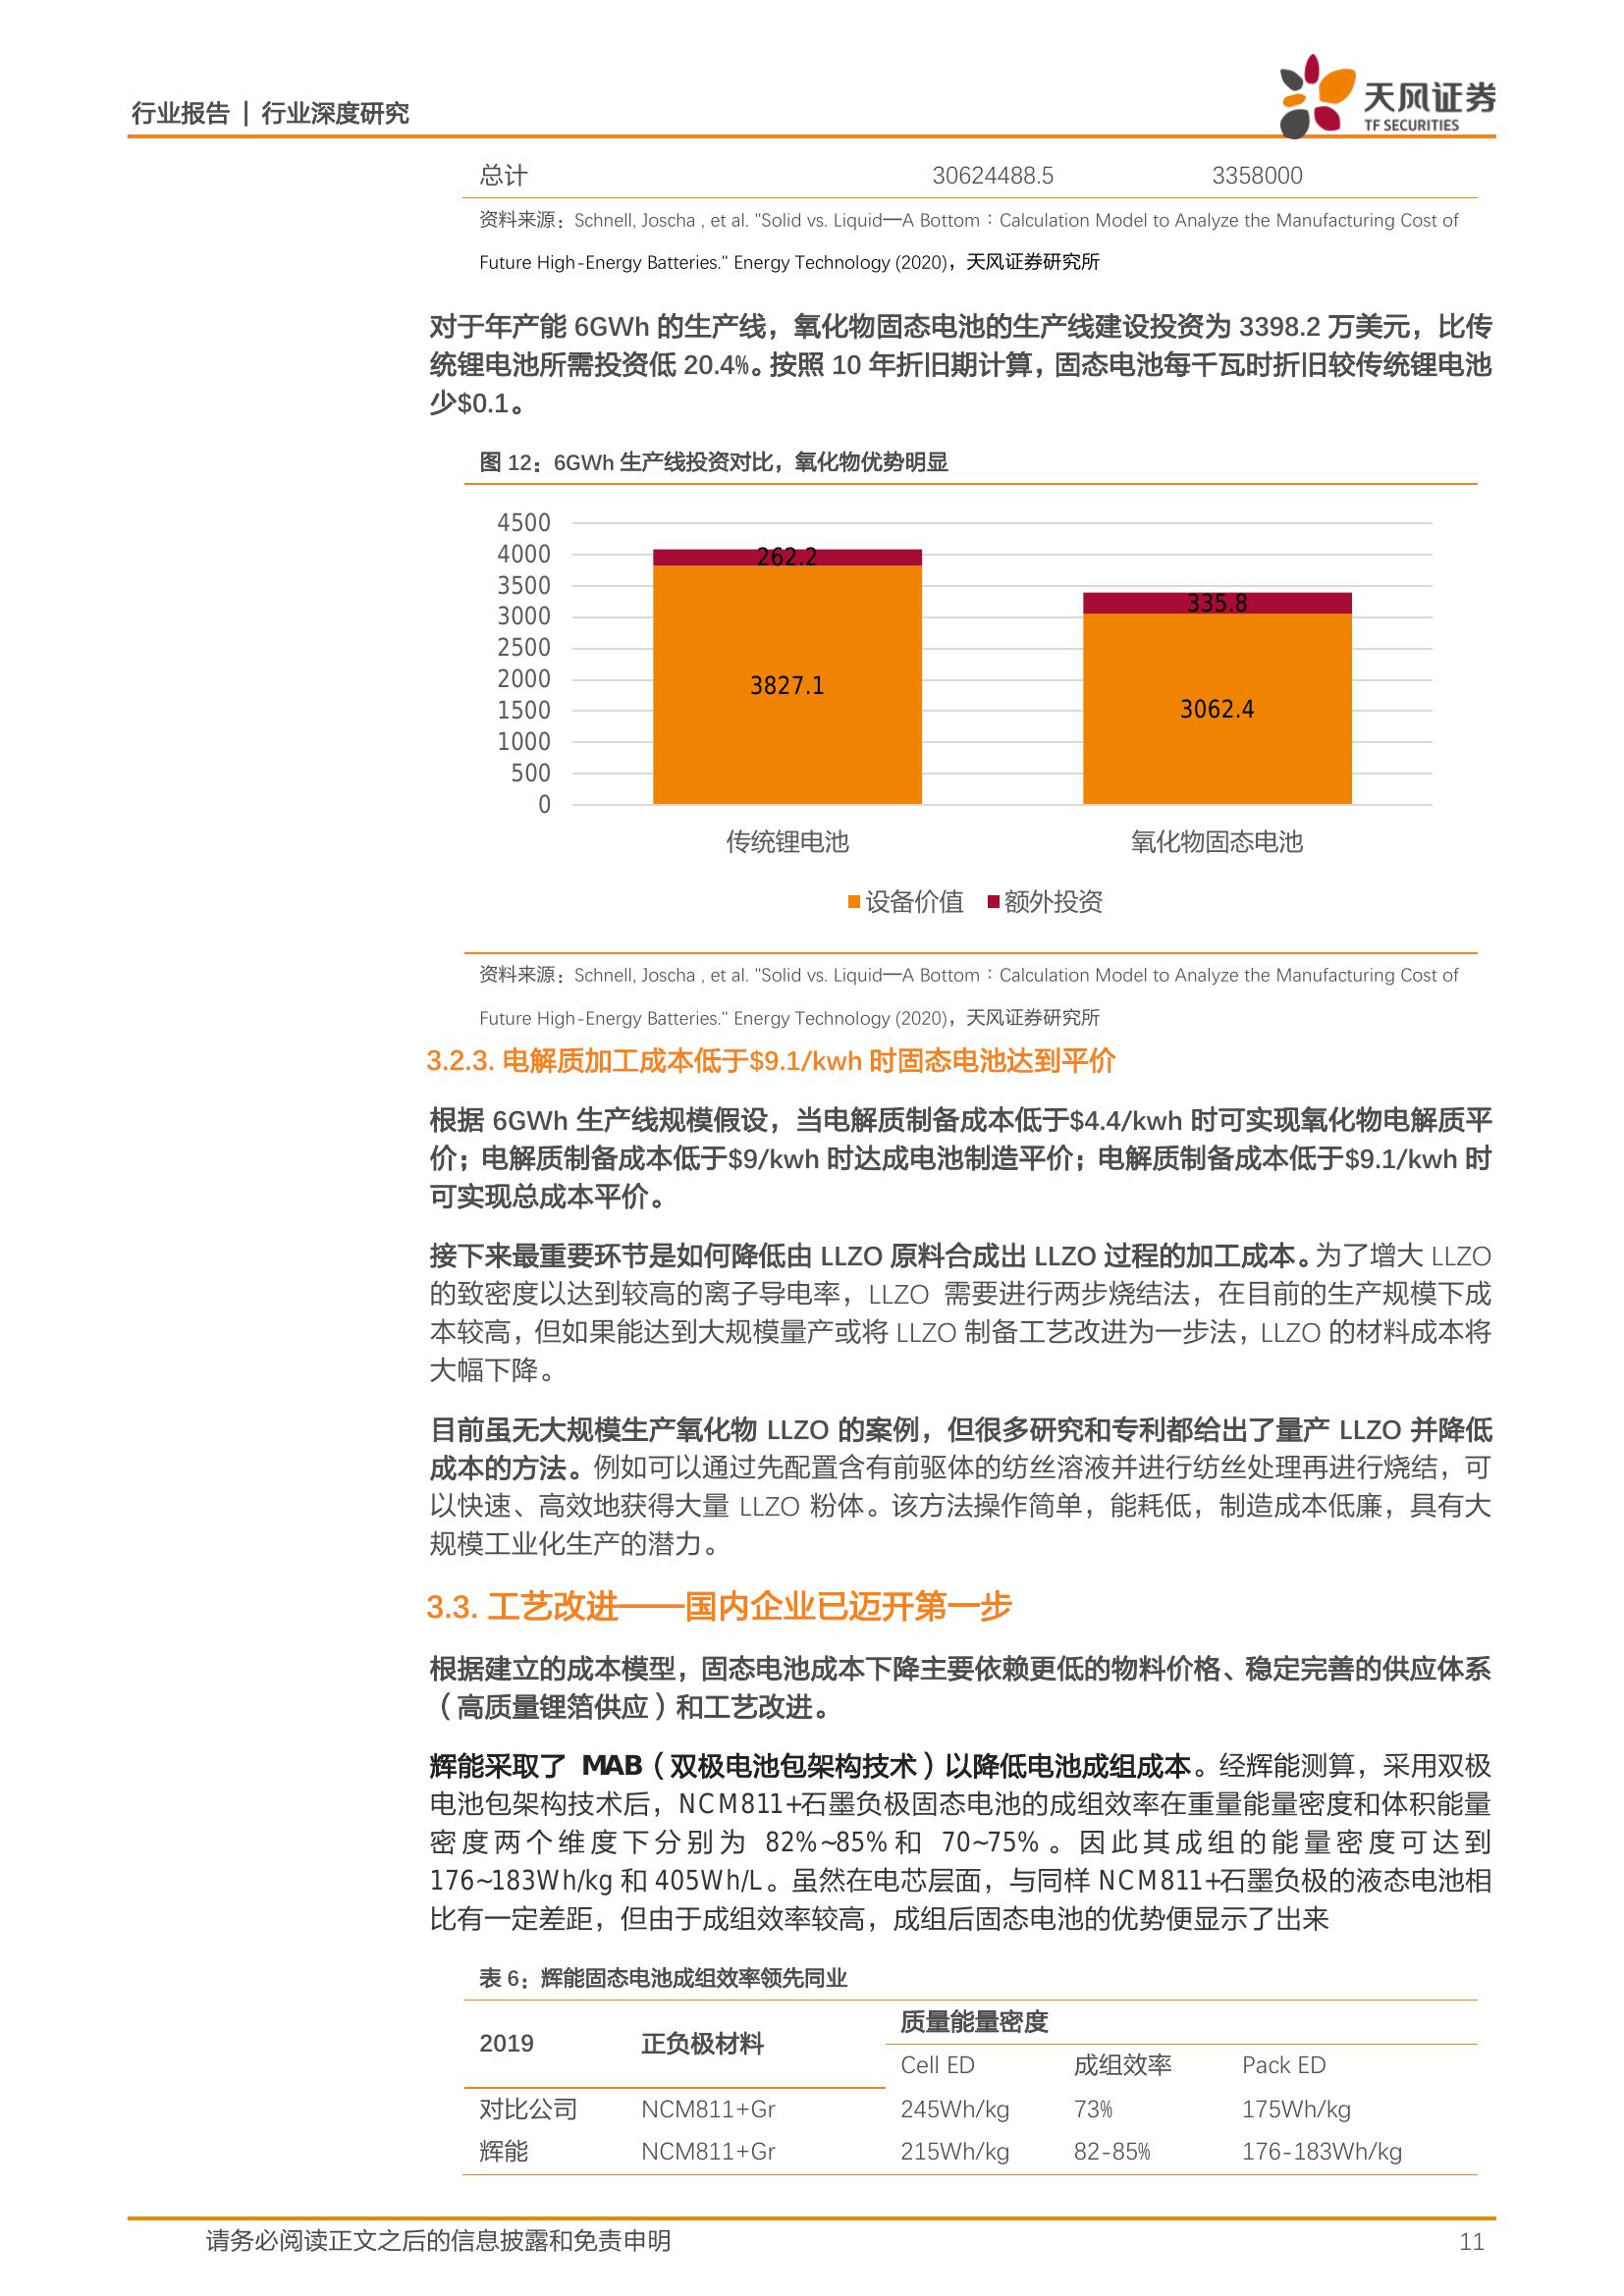 行业报告 | 行业深度研究
天风证券
TF SECURITIES
总计 30624488.5 3358000
资料来源：Schnell, Joscha , et al. "Solid vs. Liquid—A Bottom：Calculation Model to Analyze the Manufacturing Cost of
Future High-Energy Batteries." Energy Technology (2020)，天风证券研究所
对于年产能 6GWh 的生产线，氧化物固态电池的生产线建设投资为 3398.2 万美元，比传
统锂电池所需投资低 20.4%。按照 10 年折旧期计算，固态电池每千瓦时折旧较传统锂电池
少$0.1。
图 12：6GWh 生产线投资对比，氧化物优势明显
4500
4000
3500
3000
2500
2000
1500
1000
500
0
262.2
3827.1
335.8
3062.4
传统锂电池 氧化物固态电池
设备价值 额外投资
资料来源：Schnell, Joscha , et al. "Solid vs. Liquid—A Bottom：Calculation Model to Analyze the Manufacturing Cost of
Future High-Energy Batteries." Energy Technology (2020)，天风证券研究所
3.2.3. 电解质加工成本低于$9.1/kwh 时固态电池达到平价
根据 6GWh 生产线规模假设，当电解质制备成本低于$4.4/kwh 时可实现氧化物电解质平
价；电解质制备成本低于$9/kwh 时达成电池制造平价；电解质制备成本低于$9.1/kwh 时
可实现总成本平价。
接下来最重要环节是如何降低由 LLZO 原料合成出 LLZO 过程的加工成本。为了增大 LLZO
的致密度以达到较高的离子导电率，LLZO 需要进行两步烧结法，在目前的生产规模下成
本较高，但如果能达到大规模量产或将 LLZO 制备工艺改进为一步法，LLZO 的材料成本将
大幅下降。
目前虽无大规模生产氧化物 LLZO 的案例，但很多研究和专利都给出了量产 LLZO 并降低
成本的方法。例如可以通过先配置含有前驱体的纺丝溶液并进行纺丝处理再进行烧结，可
以快速、高效地获得大量 LLZO 粉体。该方法操作简单，能耗低，制造成本低廉，具有大
规模工业化生产的潜力。
3.3. 工艺改进——国内企业已迈开第一步
根据建立的成本模型，固态电池成本下降主要依赖更低的物料价格、稳定完善的供应体系
（高质量锂箔供应）和工艺改进。
辉能采取了 MAB（双极电池包架构技术）以降低电池成组成本。经辉能测算，采用双极
电池包架构技术后，NCM811+石墨负极固态电池的成组效率在重量能量密度和体积能量
密度两个维度下分别为 82%~85%和 70~75%。因此其成组的能量密度可达到
176~183Wh/kg 和 405Wh/L。虽然在电芯层面，与同样 NCM811+石墨负极的液态电池相
比有一定差距，但由于成组效率较高，成组后固态电池的优势便显示了出来
表 6：辉能固态电池成组效率领先同业
2019 正负极材料 质量能量密度
Cell ED 成组效率 Pack ED
对比公司 NCM811+Gr 245Wh/kg 73% 175Wh/kg
辉能 NCM811+Gr 215Wh/kg 82-85% 176-183Wh/kg
请务必阅读正文之后的信息披露和免责申明 11